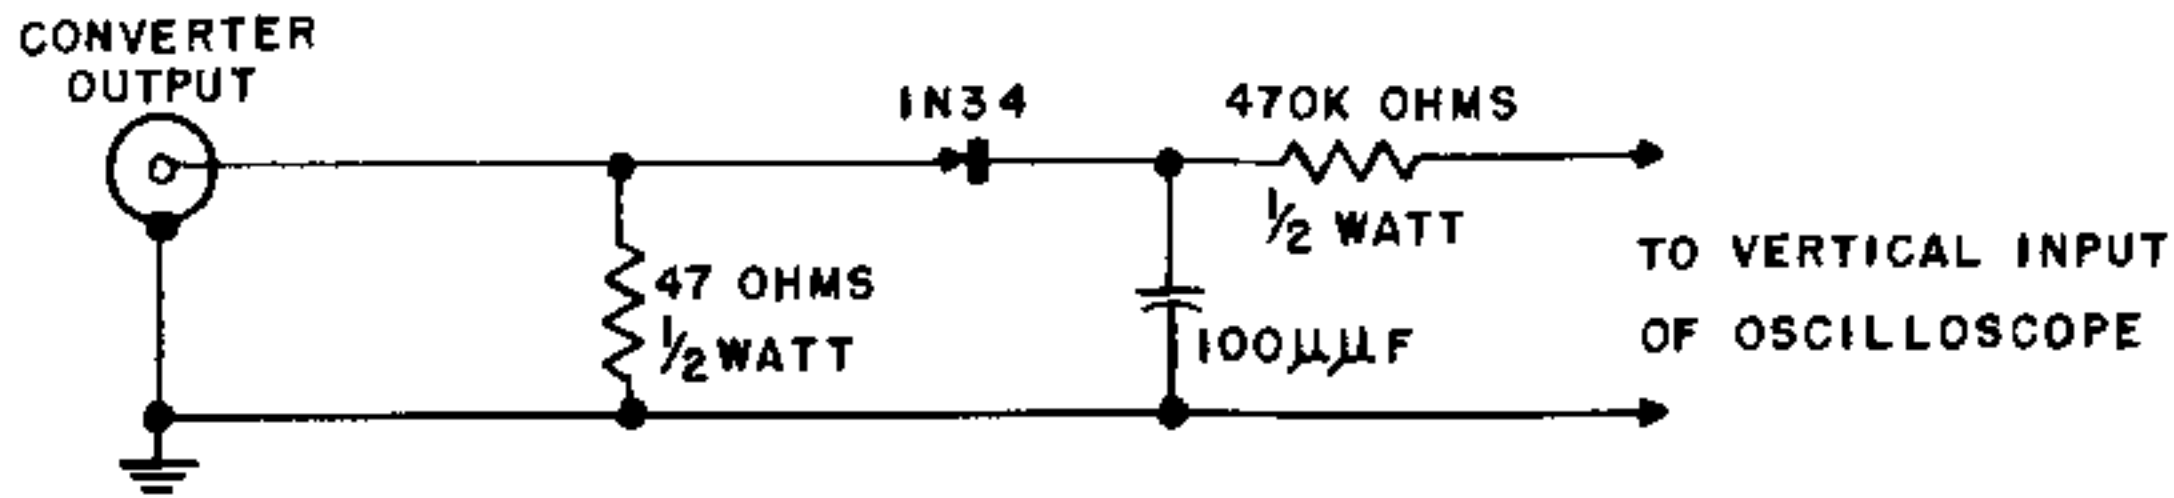 CONVERTER
OUTPUT
1N34
470K OHMS
1/2 WATT
47 OHMS
1/2 WATT
100μμF
TO VERTICAL INPUT
OF OSCILLOSCOPE